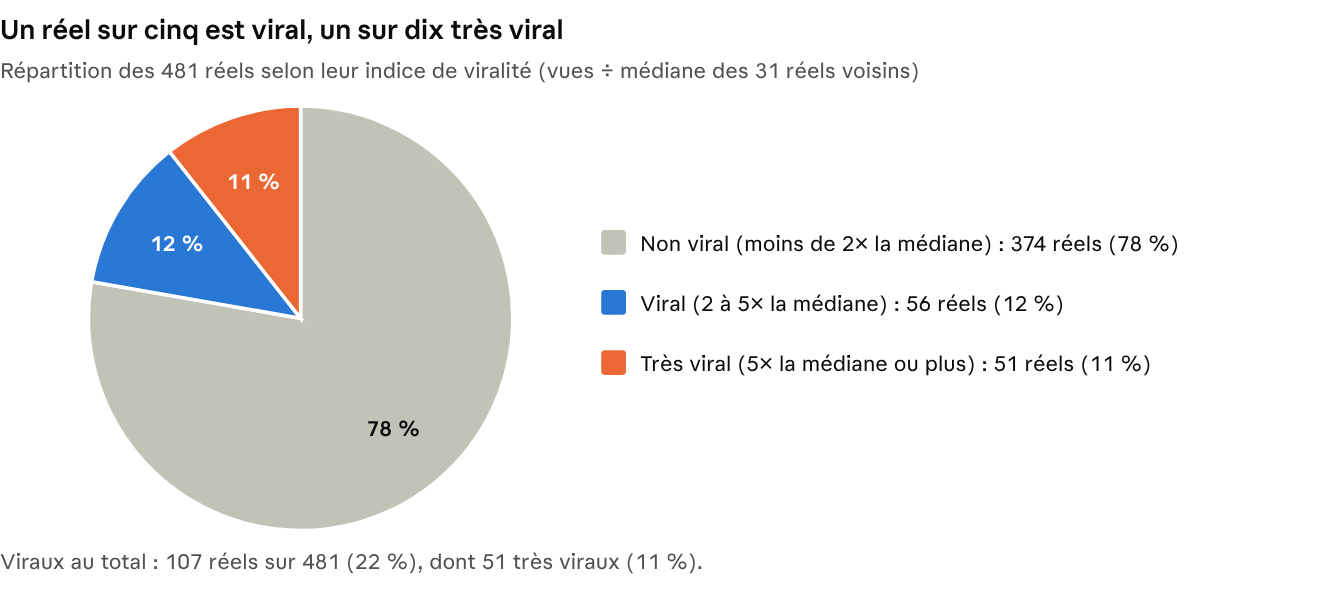 Un réel sur cinq est viral, un sur dix très viral
Répartition des 481 réels selon leur indice de viralité (vues ÷ médiane des 31 réels voisins)
11 %
12 %
78 %
Non viral (moins de 2× la médiane) : 374 réels (78 %)
Viral (2 à 5× la médiane) : 56 réels (12 %)
Très viral (5× la médiane ou plus) : 51 réels (11 %)
Viraux au total : 107 réels sur 481 (22 %), dont 51 très viraux (11 %).